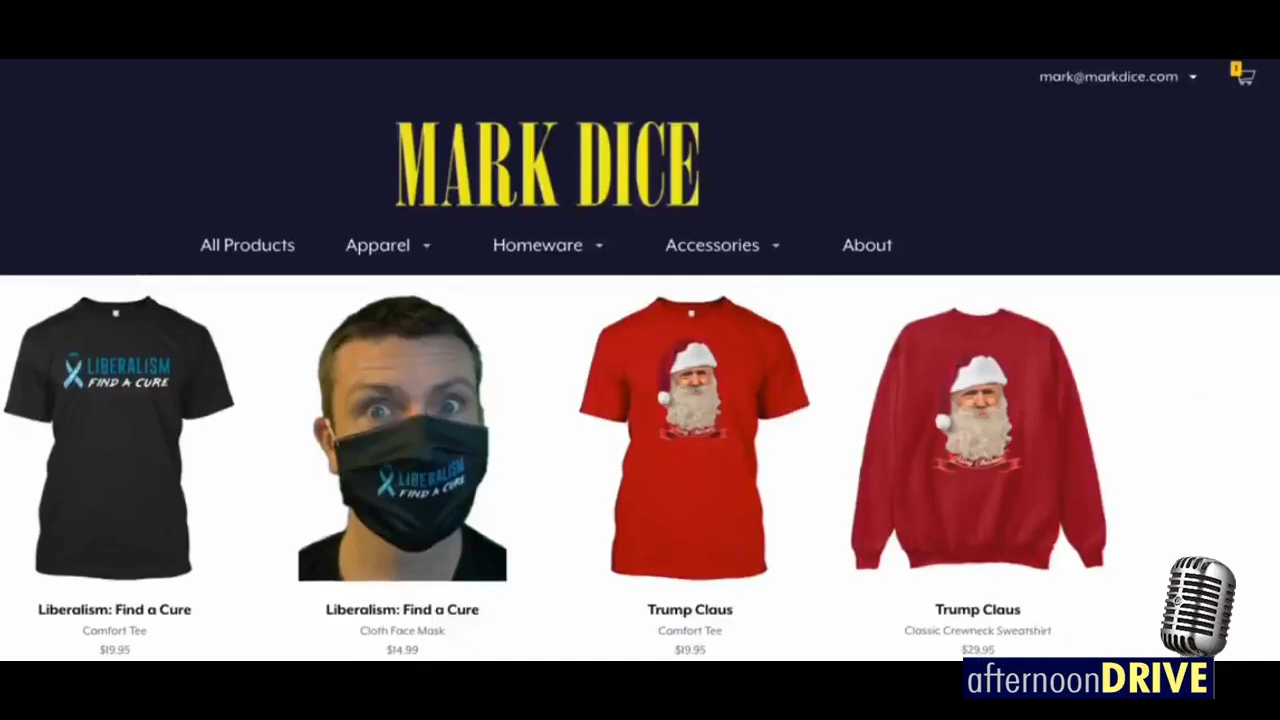 mark@markdice.com
1
MARK DICE
All Products Apparel Homeware Accessories About
LIBERALISM
FIND A CURE
LIBERALISM
FIND A CURE
Liberalism: Find a Cure
Comfort Tee
$19.95
Liberalism: Find a Cure
Cloth Face Mask
$14.99
Trump Claus
Comfort Tee
$19.95
Trump Claus
Classic Crewneck Sweatshirt
$29.95
afternoonDRIVE